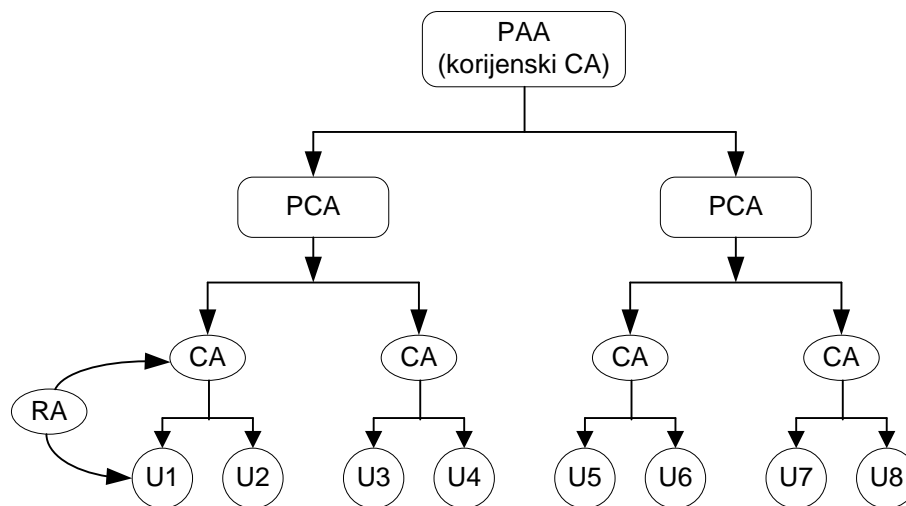 PAA
(korijenski CA)
PCA
PCA
CA
CA
CA
CA
RA
U1
U2
U3
U4
U5
U6
U7
U8